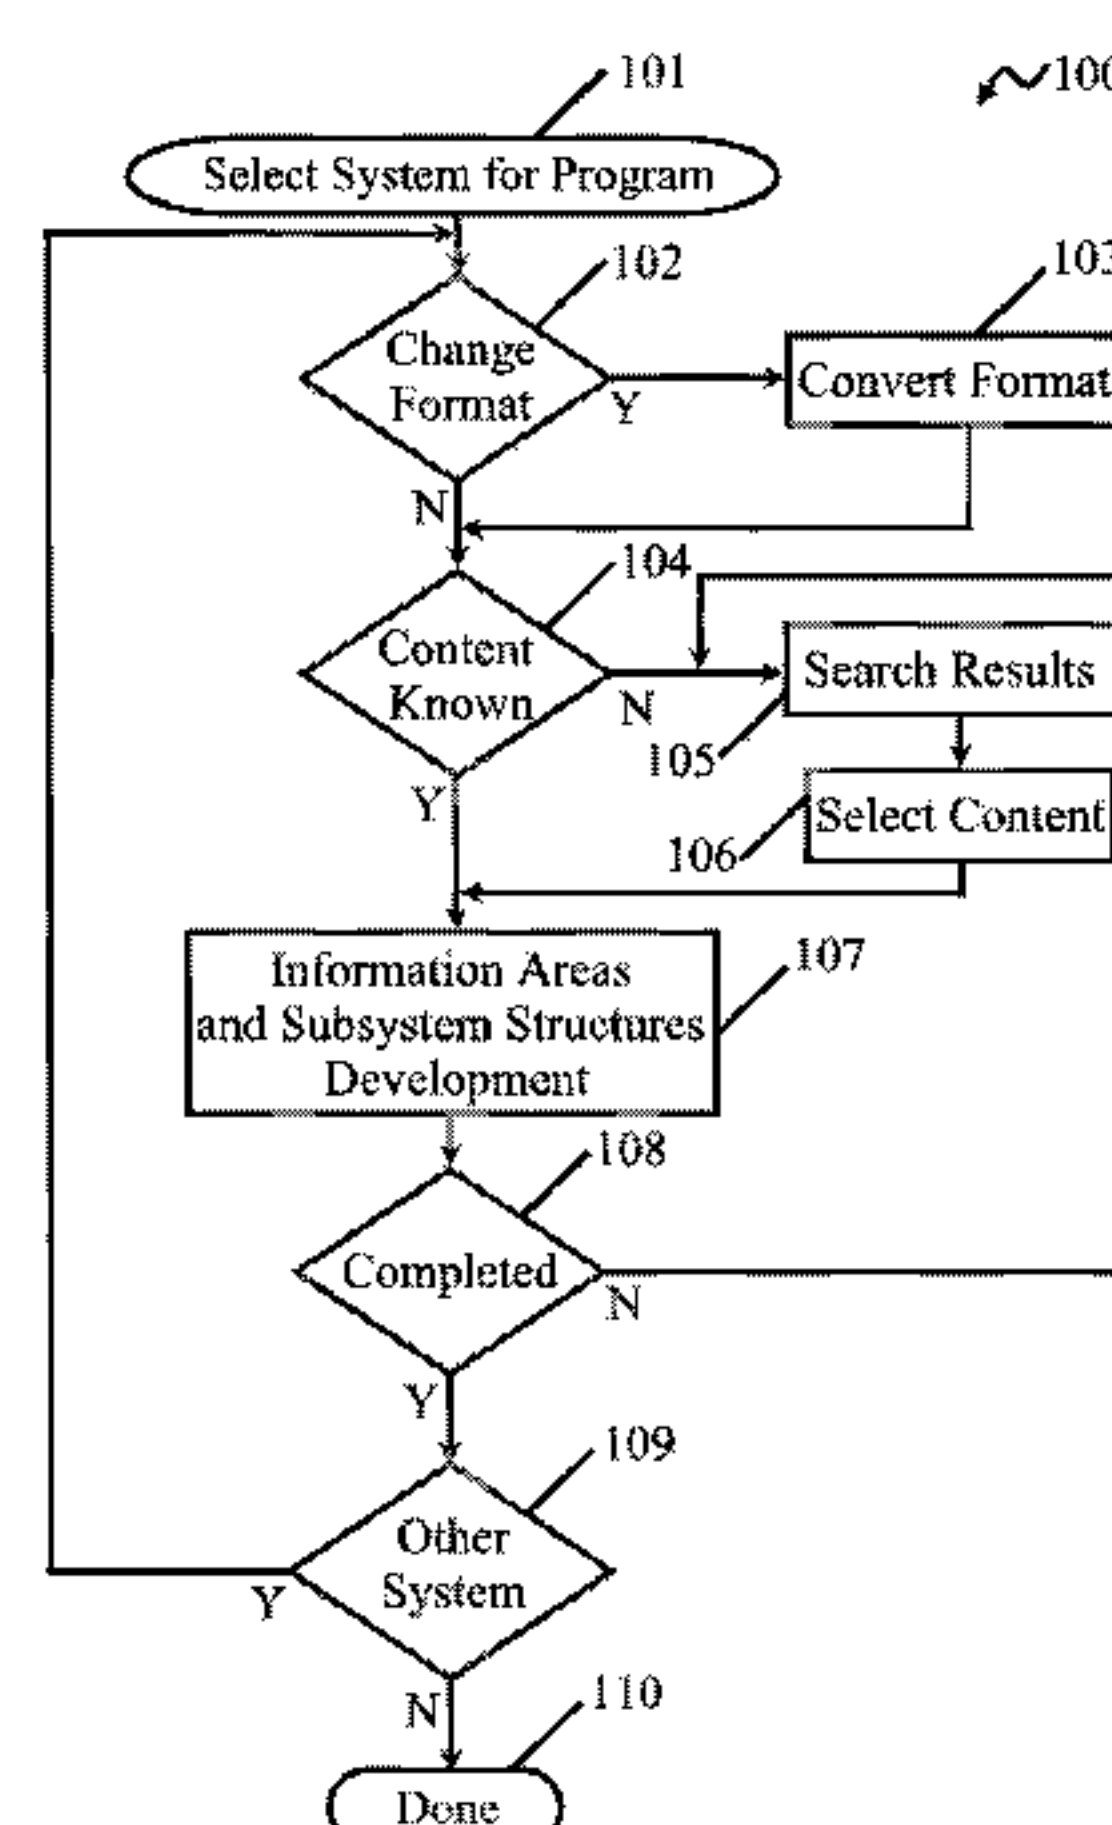 101
100
Select System for Program
102
103
Change
Format
Convert Format
Y
N
104
Content
Known
Search Results
N
105
Y
Select Content
106
107
Information Areas
and Subsystem Structures
Development
108
Completed
N
Y
109
Other
System
Y
N
110
Done